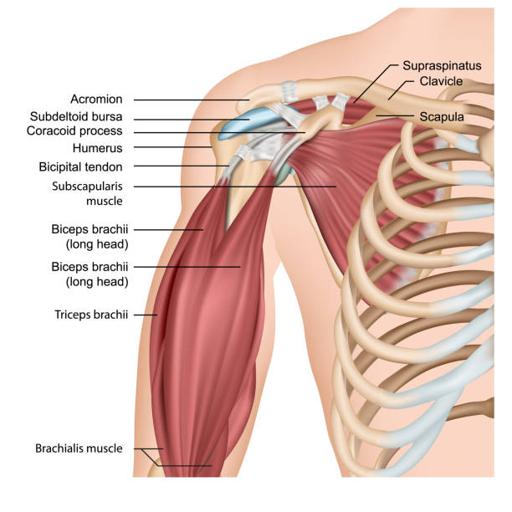 Supraspinatus
Clavicle
Acromion
Subdeltoid bursa
Scapula
Coracoid process
Humerus
Bicipital tendon
Subscapularis
muscle
Biceps brachii
(long head)
Biceps brachii
(long head)
Triceps brachii
Brachialis muscle